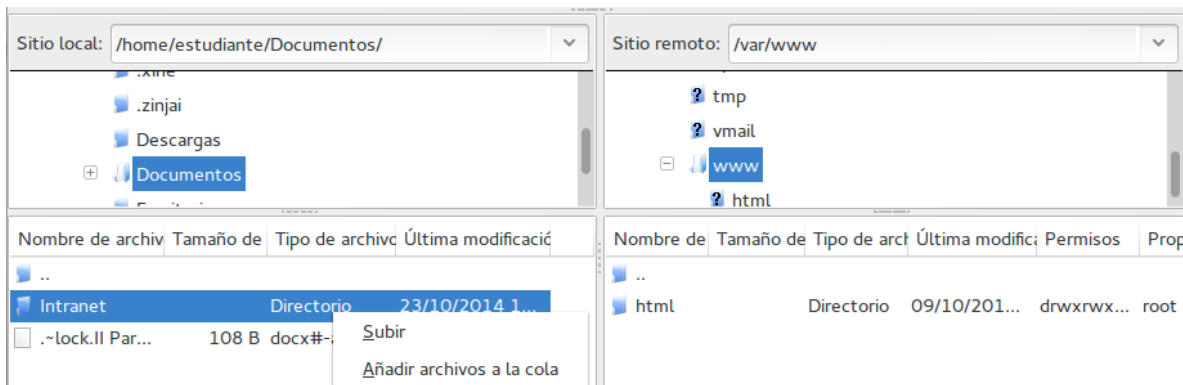 Sitio local: /home/estudiante/Documentos/
.xine
.zinjai
Descargas
Documentos
Nombre de archiv Tamaño de Tipo de archivo Última modificació
..
Intranet Directorio 23/10/2014 1...
.~lock.II Par... 108 B docx#-
Subir
Añadir archivos a la cola
Sitio remoto: /var/www
? tmp
? vmail
www
? html
Nombre de Tamaño de Tipo de arch Última modifica Permisos Prop
..
html Directorio 09/10/201... drwxrwx... root